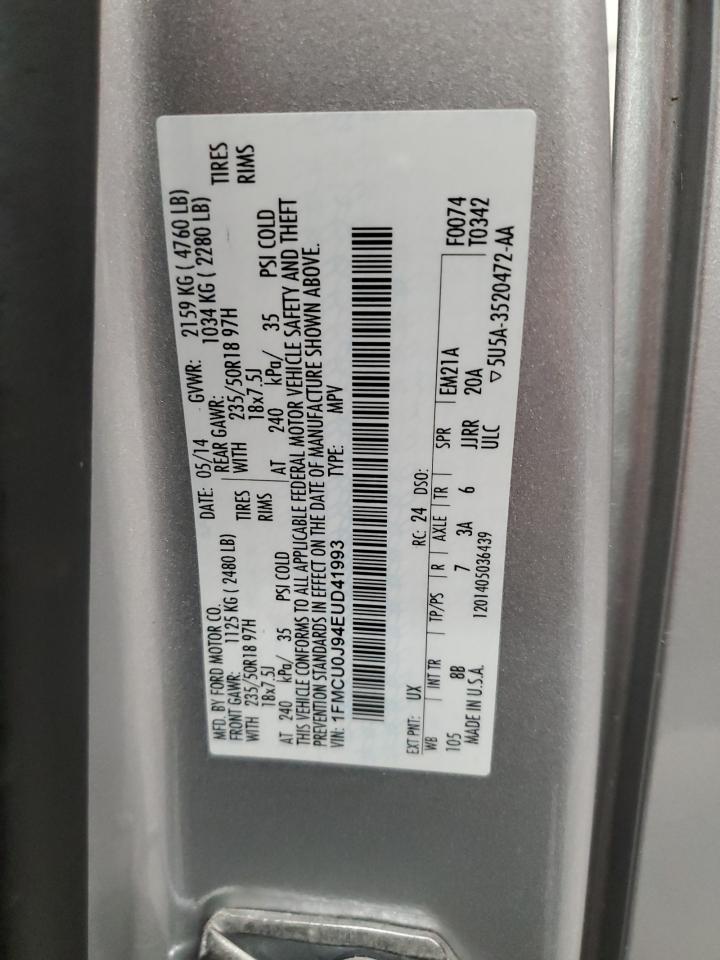 MFD. BY FORD MOTOR CO.
DATE: 05/14 GVWR: 2159 KG ( 4760 LB)
FRONT GAWR: 1125 KG ( 2480 LB) REAR GAWR: 1034 KG ( 2280 LB)
WITH 235/50R18 97H TIRES WITH 235/50R18 97H TIRES
18x7.5J RIMS 18x7.5J RIMS
AT 240 kPa/ 35 PSI COLD AT 240 kPa/ 35 PSI COLD
THIS VEHICLE CONFORMS TO ALL APPLICABLE FEDERAL MOTOR VEHICLE SAFETY AND THEFT
PREVENTION STANDARDS IN EFFECT ON THE DATE OF MANUFACTURE SHOWN ABOVE.
VIN: 1FMCU0J94EUD41993 TYPE: MPV
EXT PNT: UX RC: 24 DSO: F0074
WB INT TR TP/PS R AXLE TR SPR EM21A T0342
105 8B 7 3A 6 JJRR 20A
MADE IN U.S.A. 1201405036439 ULC ▽5U5A-3520472-AA